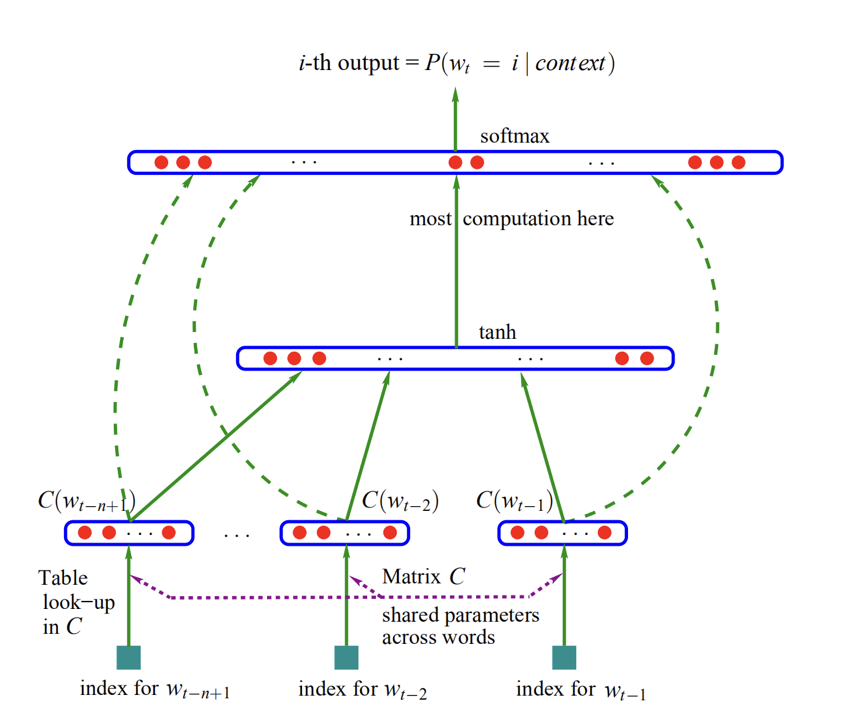 i-th output = P(w_t = i | context)
softmax
. . .
. . .
most computation here
tanh
. . .
. . .
C(w_{t−n+1})
C(w_{t−2})
C(w_{t−1})
. . .
. . .
. . .
. . .
Table
look−up
in C
Matrix C
shared parameters
across words
index for w_{t−n+1}
index for w_{t−2}
index for w_{t−1}